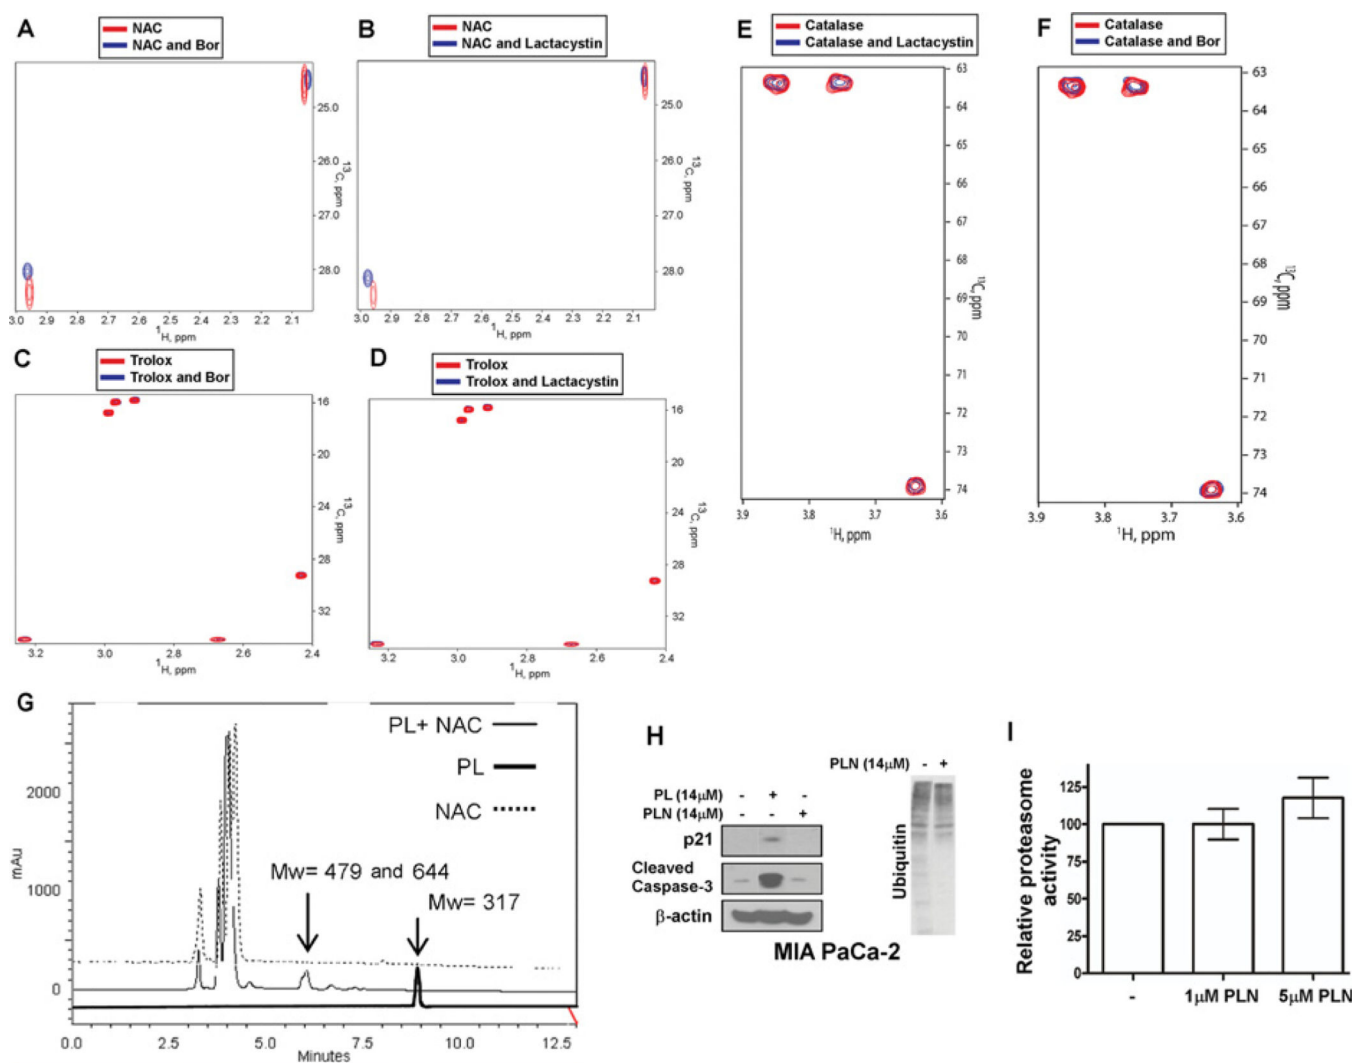 A
NAC
NAC and Bor
25.0
26.0
27.0
28.0
13C, ppm
3.0 2.9 2.8 2.7 2.6 2.5 2.4 2.3 2.2 2.1
1H, ppm
B
NAC
NAC and Lactacystin
25.0
26.0
27.0
28.0
13C, ppm
3.0 2.9 2.8 2.7 2.6 2.5 2.4 2.3 2.2 2.1
1H, ppm
E
Catalase
Catalase and Lactacystin
63
64
65
66
67
68
69
70
71
72
73
74
13C, ppm
3.9 3.8 3.7 3.6
1H, ppm
F
Catalase
Catalase and Bor
63
64
65
66
67
68
69
70
71
72
73
74
13C, ppm
3.9 3.8 3.7 3.6
1H, ppm
C
Trolox
Trolox and Bor
16
20
24
28
32
13C, ppm
3.2 3.0 2.8 2.6 2.4
1H, ppm
D
Trolox
Trolox and Lactacystin
16
20
24
28
32
13C, ppm
3.2 3.0 2.8 2.6 2.4
1H, ppm
G
PL+ NAC
PL
NAC
Mw= 479 and 644
Mw= 317
mAu
2000
1000
0
0.0 2.5 5.0 7.5 10.0 12.5
Minutes
H
PL (14μM) - + -
PLN (14μM) - - +
p21
Cleaved
Caspase-3
β-actin
PLN (14μM) - +
Ubiquitin
MIA PaCa-2
I
Relative proteasome
activity
125
100
75
50
25
0
- 1μM PLN 5μM PLN